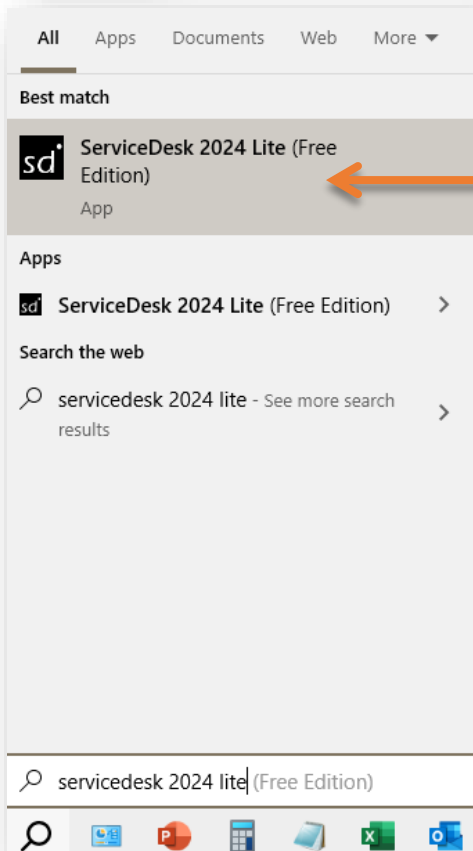 All Apps Documents Web More
Best match
sd
ServiceDesk 2024 Lite (Free
Edition)
App
Apps
sd ServiceDesk 2024 Lite (Free Edition)
Search the web
servicedesk 2024 lite - See more search
results
servicedesk 2024 lite (Free Edition)